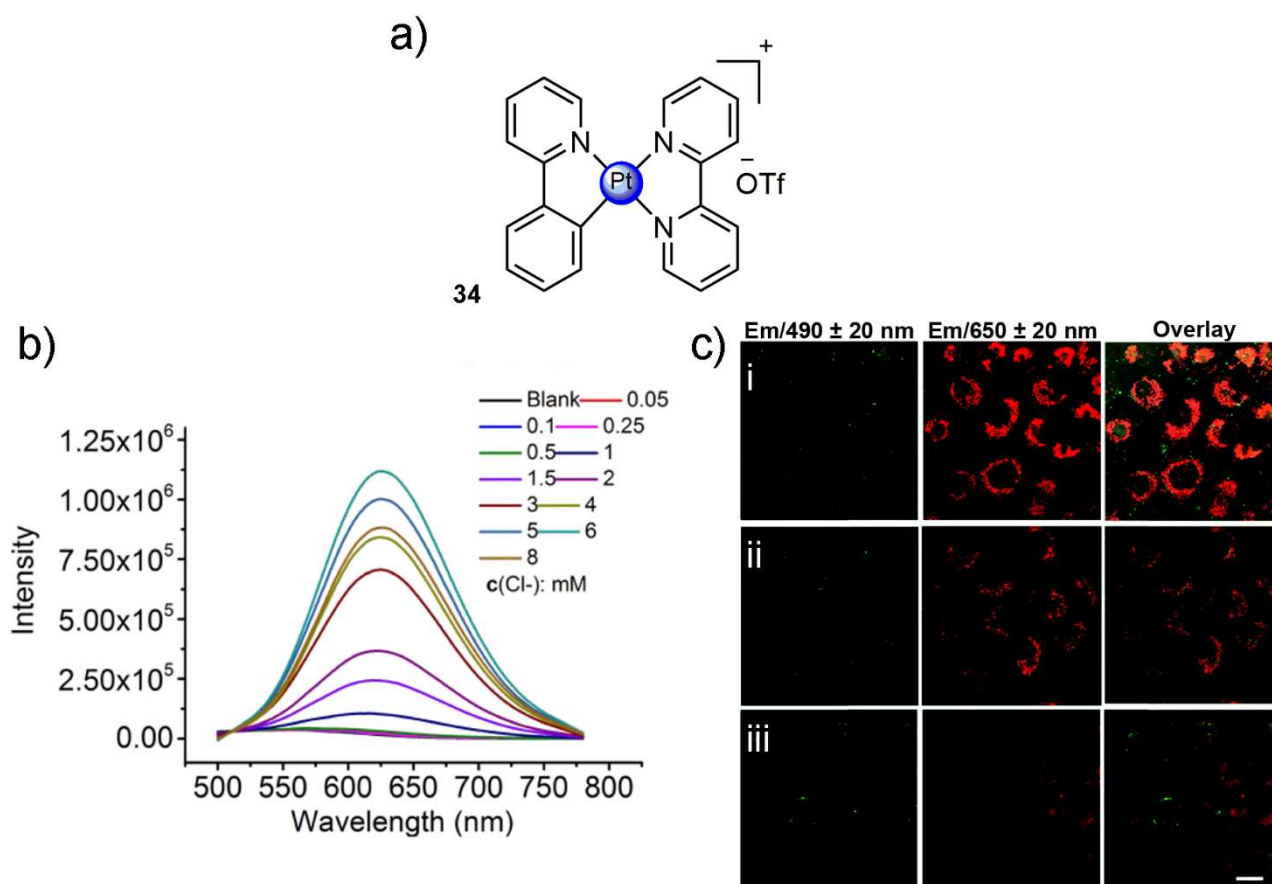 a)
+
N N
Pt
−
OTf
N
34
b)
Blank 0.05
0.1 0.25
0.5 1
1.5 2
3 4
5 6
8
c(Cl-): mM
1.25x10⁶
1.00x10⁶
7.50x10⁵
5.00x10⁵
2.50x10⁵
0.00
Intensity
500 550 600 650 700 750 800
Wavelength (nm)
c)
Em/490 ± 20 nm Em/650 ± 20 nm Overlay
i
ii
iii